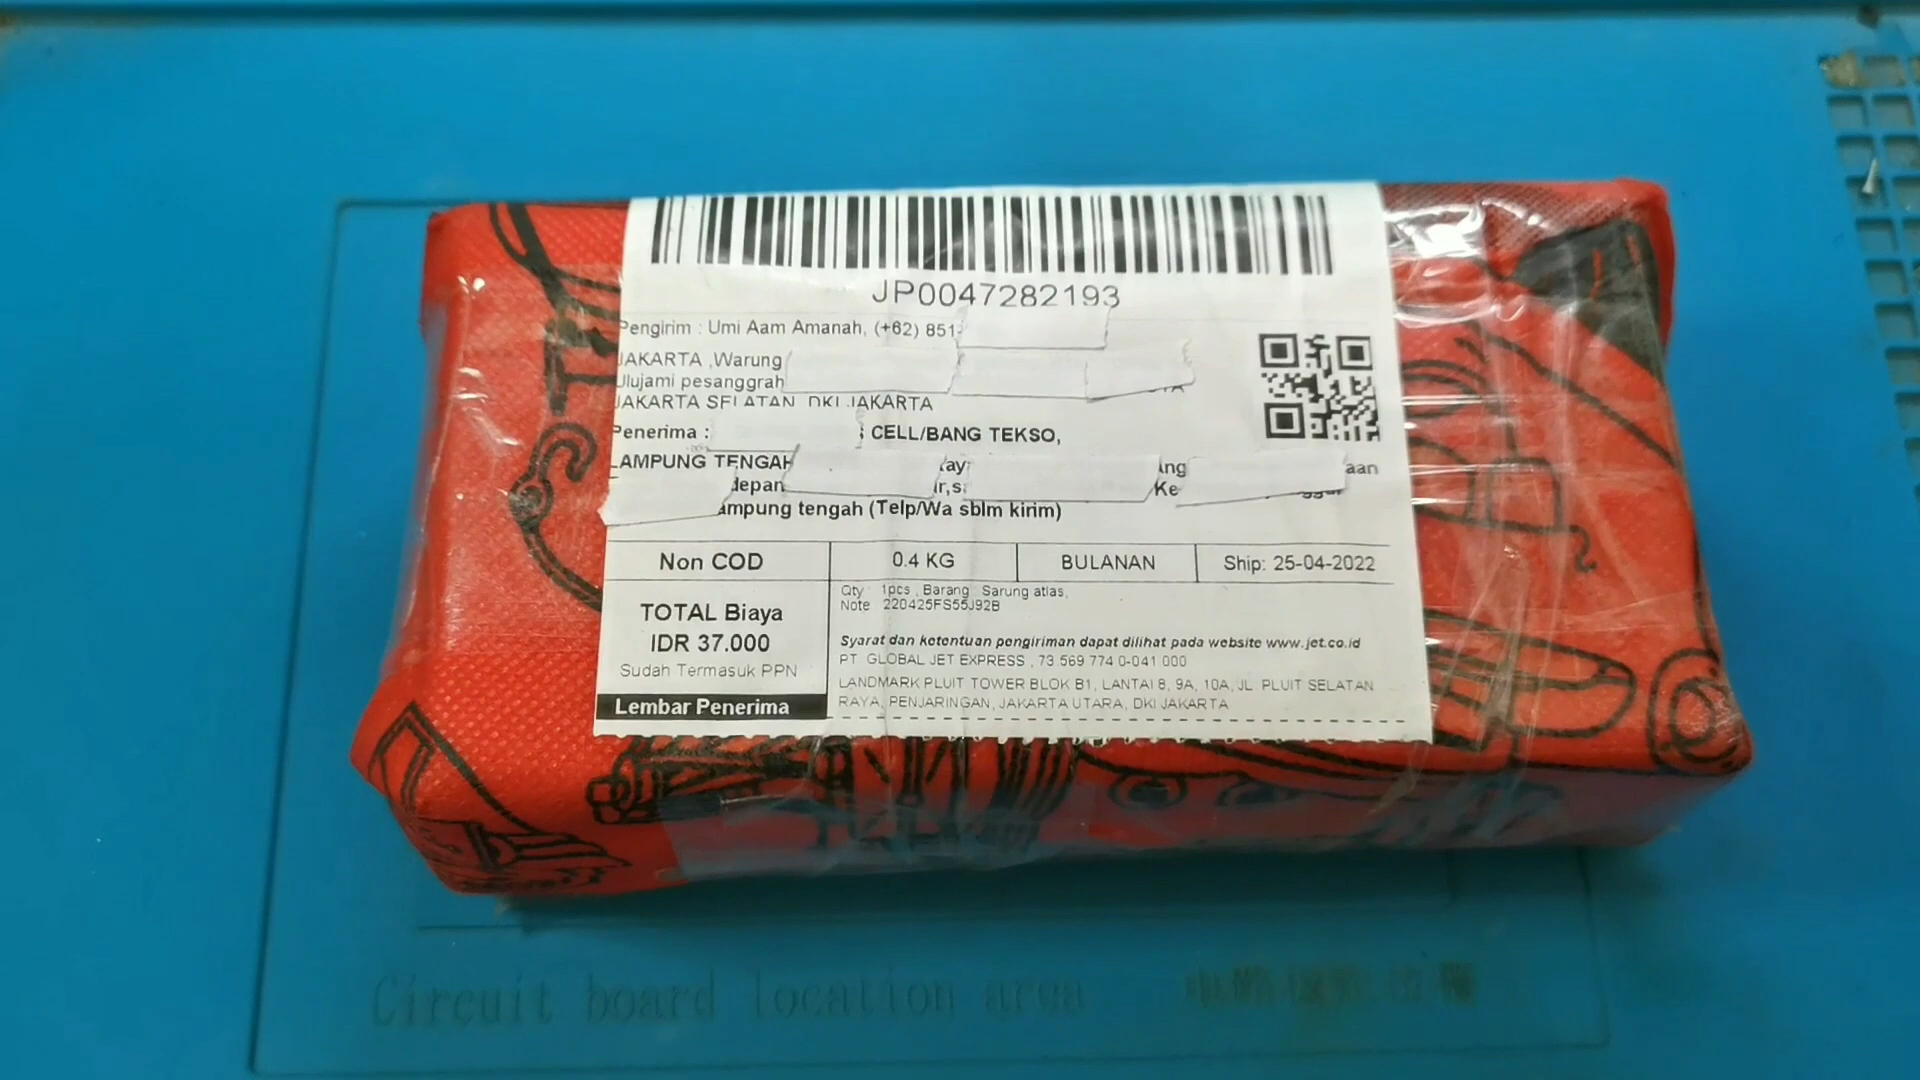 JP0047282193
Pengirim : Umi Aam Amanah, (+62) 851
JAKARTA ,Warung
Ulujami pesanggrah
JAKARTA SELATAN DKI JAKARTA
Penerima : CELL/BANG TEKSO,
LAMPUNG TENGAH
depan
ampung tengah (Telp/Wa sblm kirim)
Non COD 0.4 KG BULANAN Ship: 25-04-2022
Qty 1pcs , Barang Sarung atlas,
Note 220425FS55J92B
TOTAL Biaya
IDR 37.000
Sudah Termasuk PPN
Lembar Penerima
Syarat dan ketentuan pengiriman dapat dilihat pada website www.jet.co.id
PT GLOBAL JET EXPRESS , 73 569 774 0-041 000
LANDMARK PLUIT TOWER BLOK B1, LANTAI 8, 9A, 10A, JL PLUIT SELATAN
RAYA, PENJARINGAN, JAKARTA UTARA, DKI JAKARTA
Circuit board location area